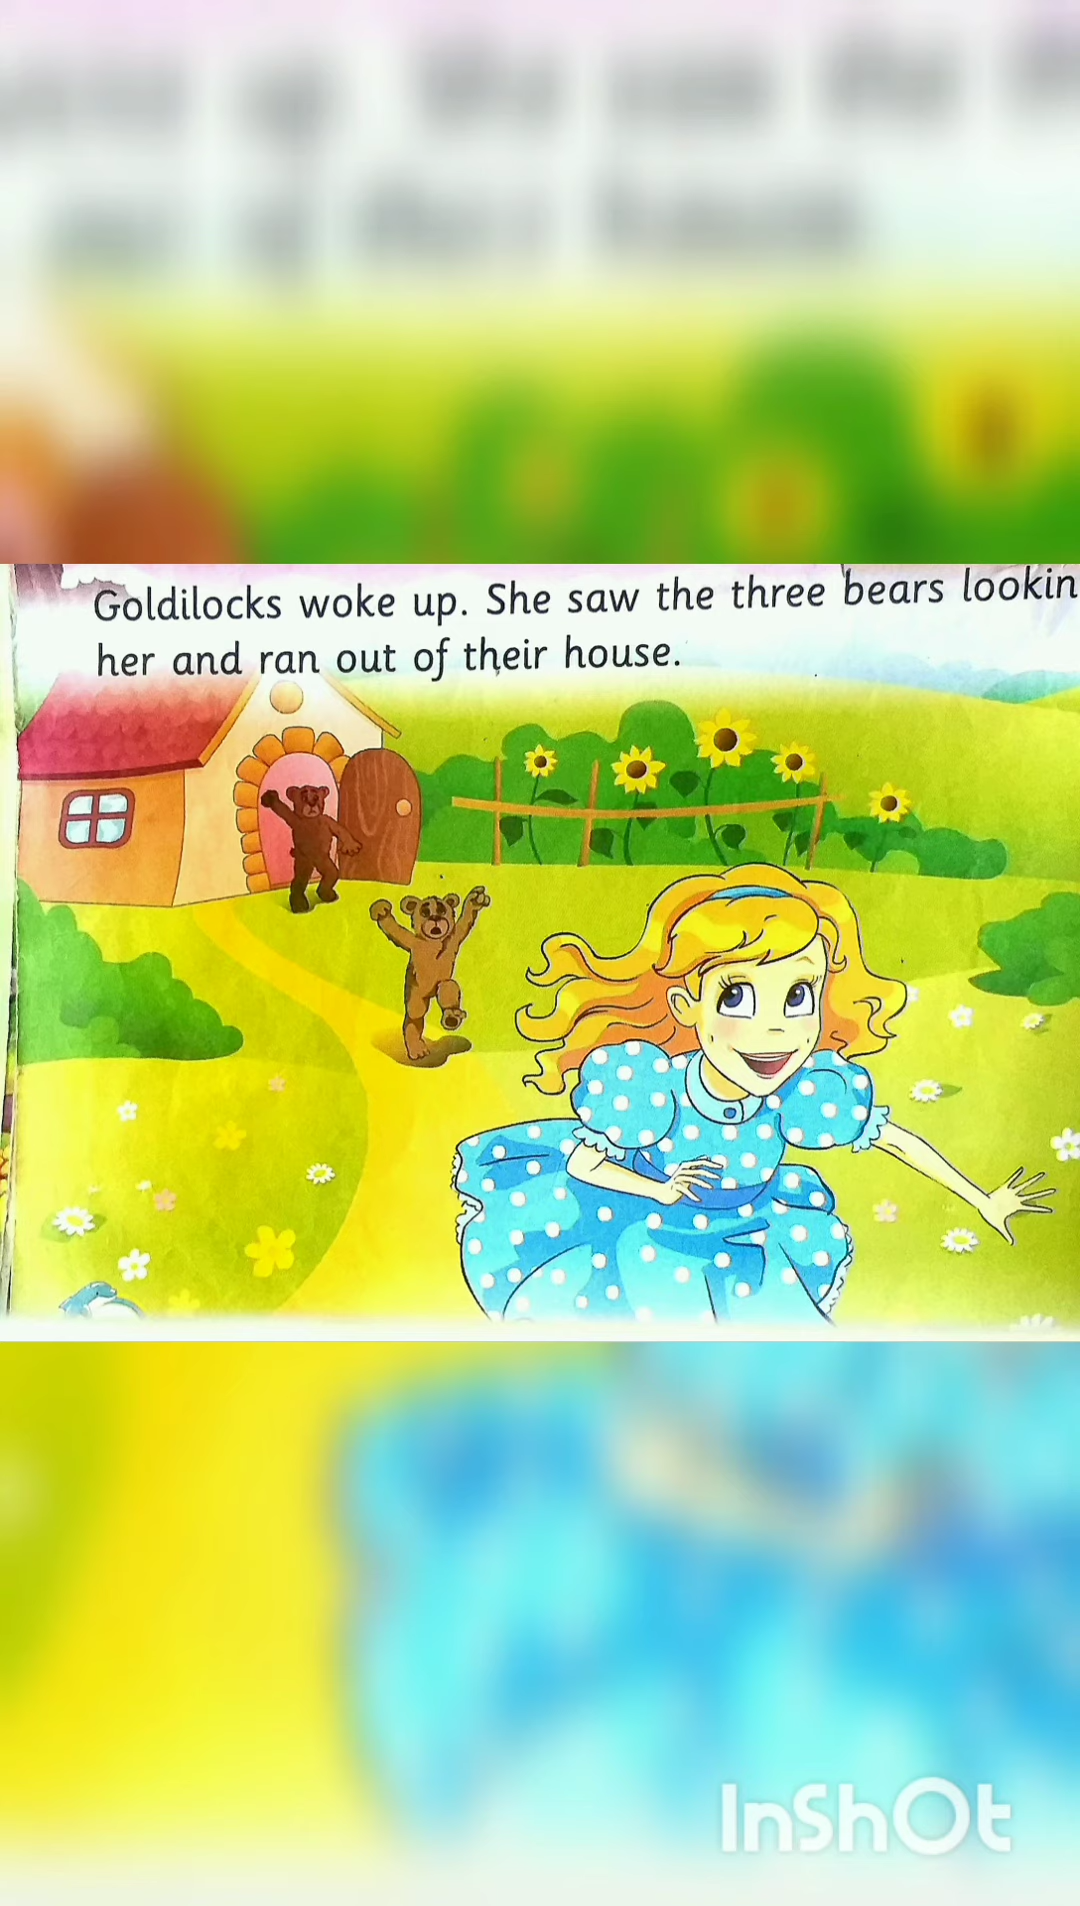 Goldilocks woke up. She saw the three bears lookin
her and ran out of their house.
InShOt